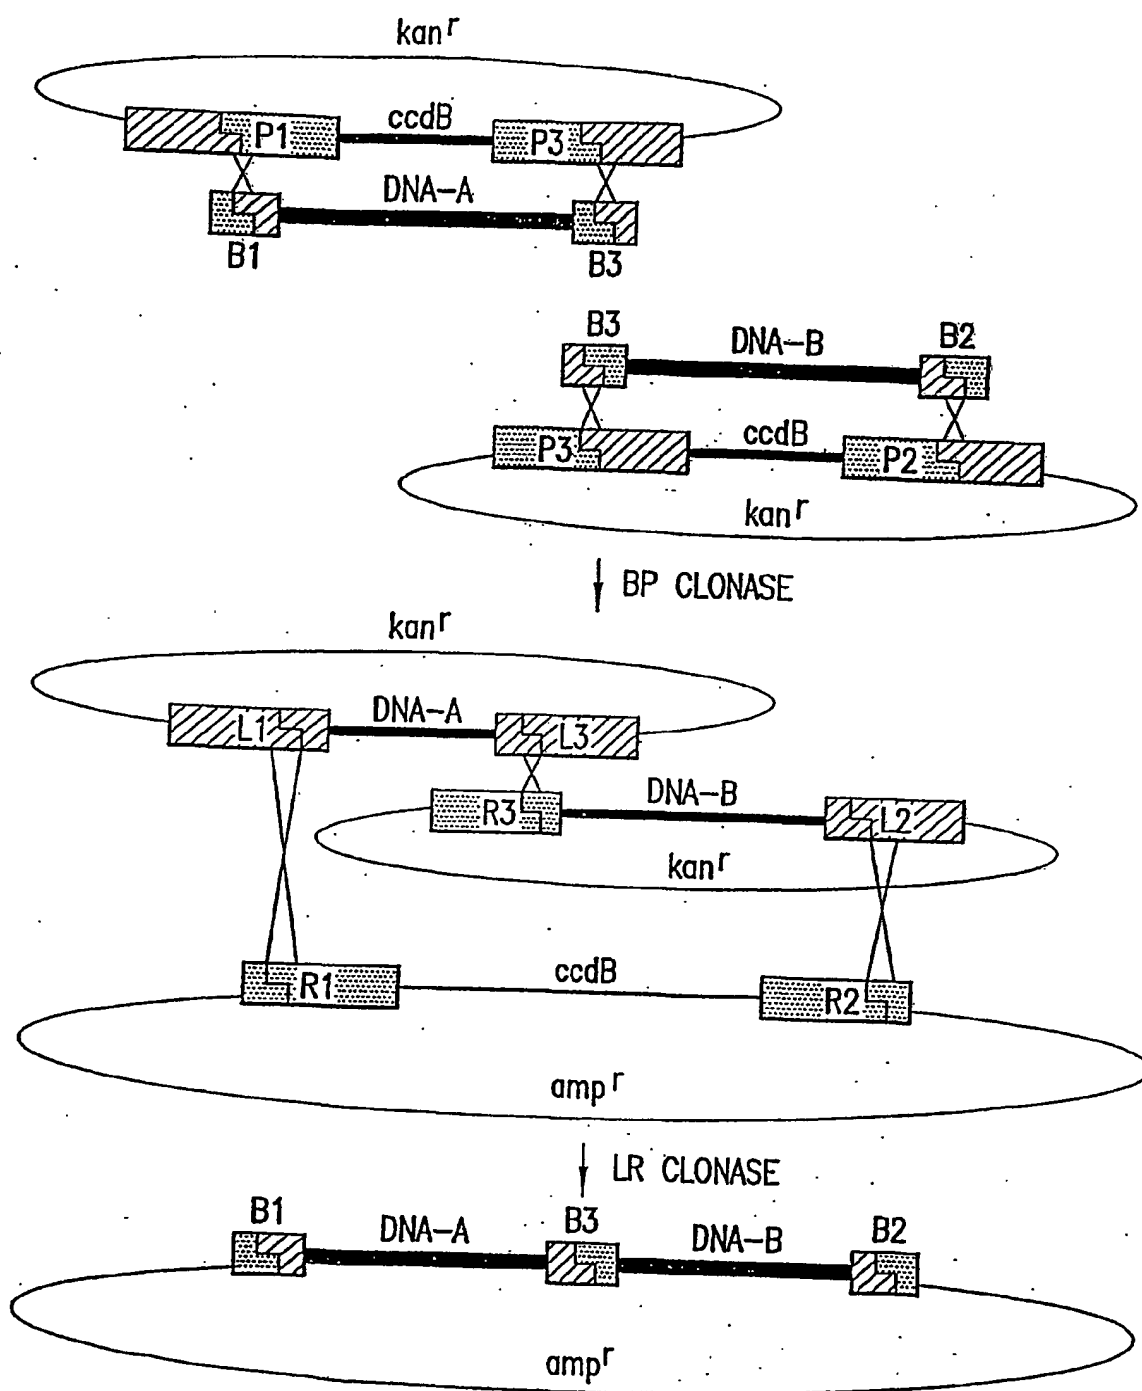 kanr
P1 ccdB P3
DNA-A
B1 B3
B3 DNA-B B2
P3 ccdB P2
kanr
BP CLONASE
kanr
L1 DNA-A L3
R3 DNA-B L2
kanr
R1 ccdB R2
ampr
LR CLONASE
B1 DNA-A B3 DNA-B B2
ampr